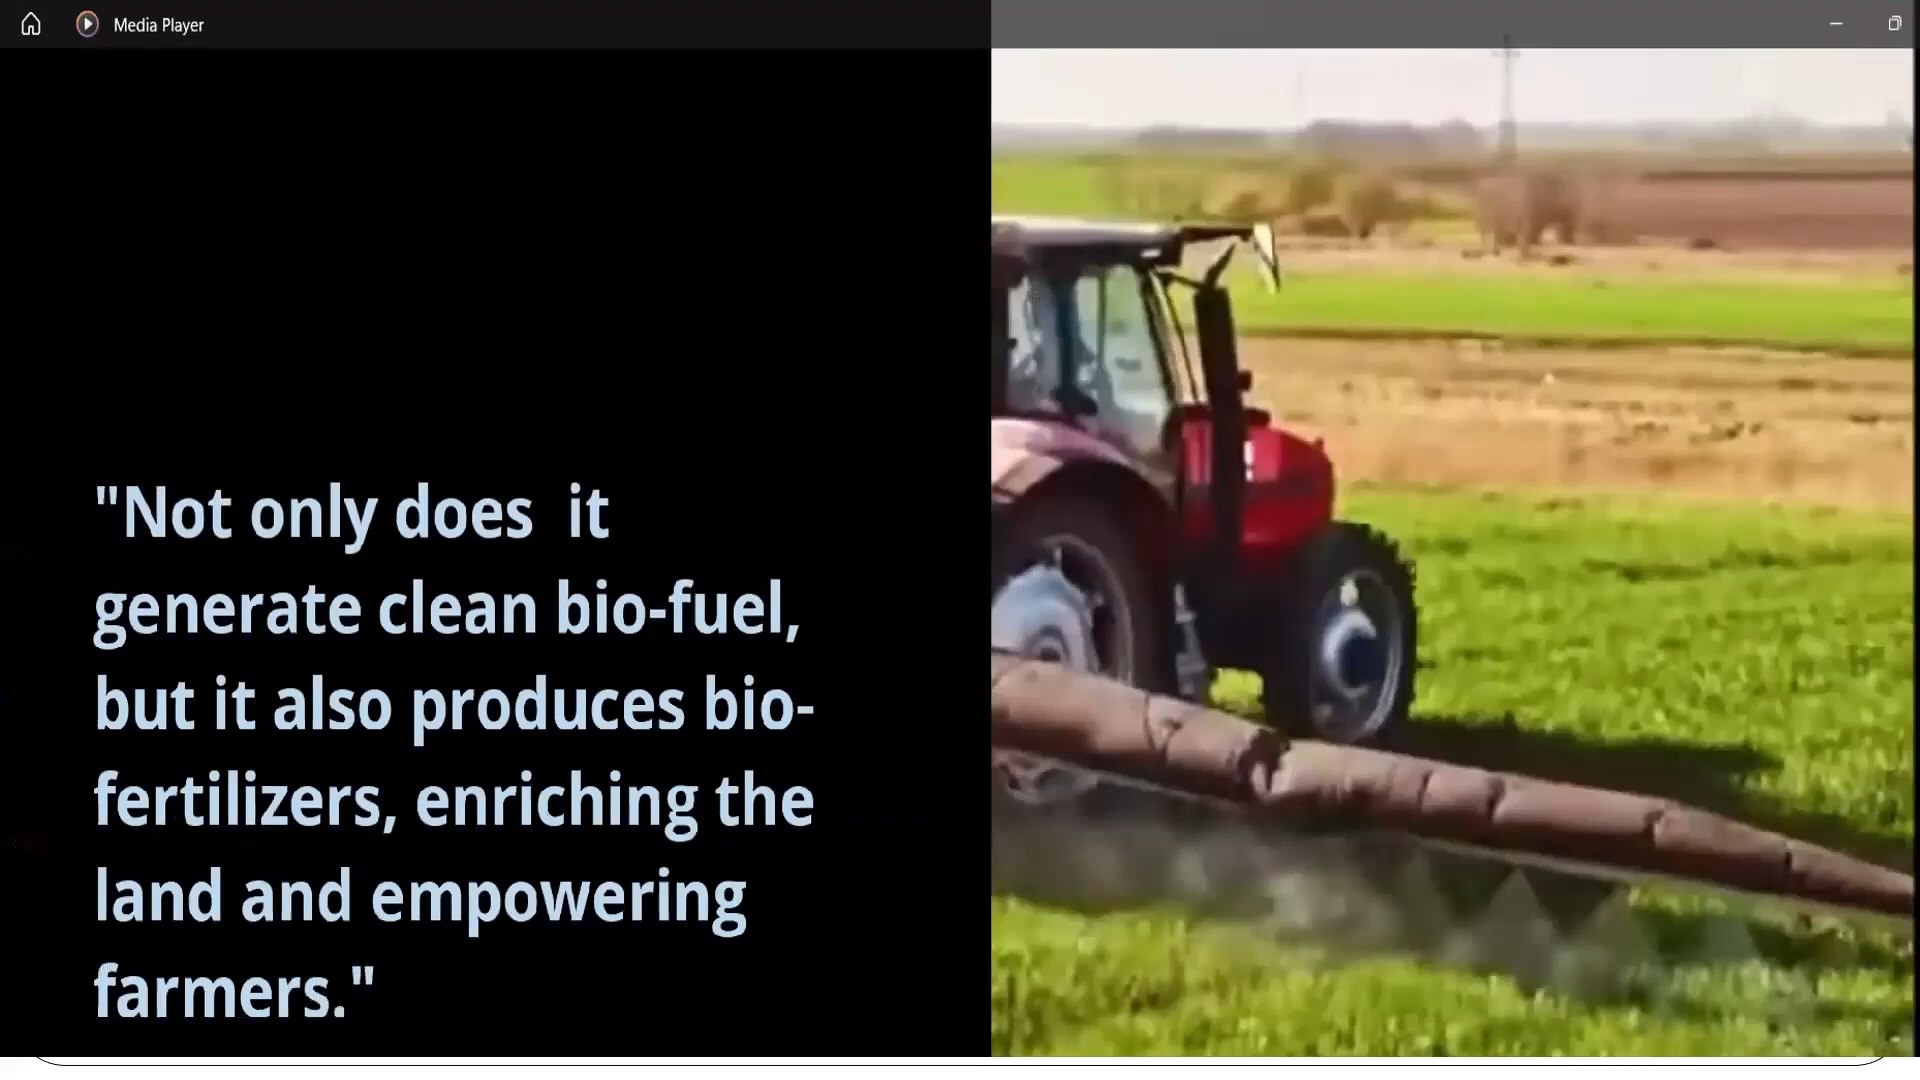 Media Player
"Not only does  it
generate clean bio-fuel,
but it also produces bio-
fertilizers, enriching the
land and empowering
farmers."